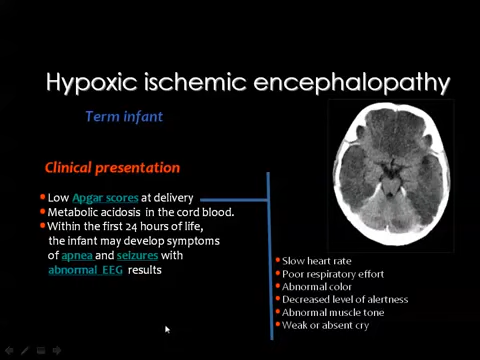 Hypoxic ischemic encephalopathy
Term infant
Clinical presentation
Low Apgar scores at delivery
Metabolic acidosis in the cord blood.
Within the first 24 hours of life,
the infant may develop symptoms
of apnea and seizures with
abnormal EEG results
Slow heart rate
Poor respiratory effort
Abnormal color
Decreased level of alertness
Abnormal muscle tone
Weak or absent cry